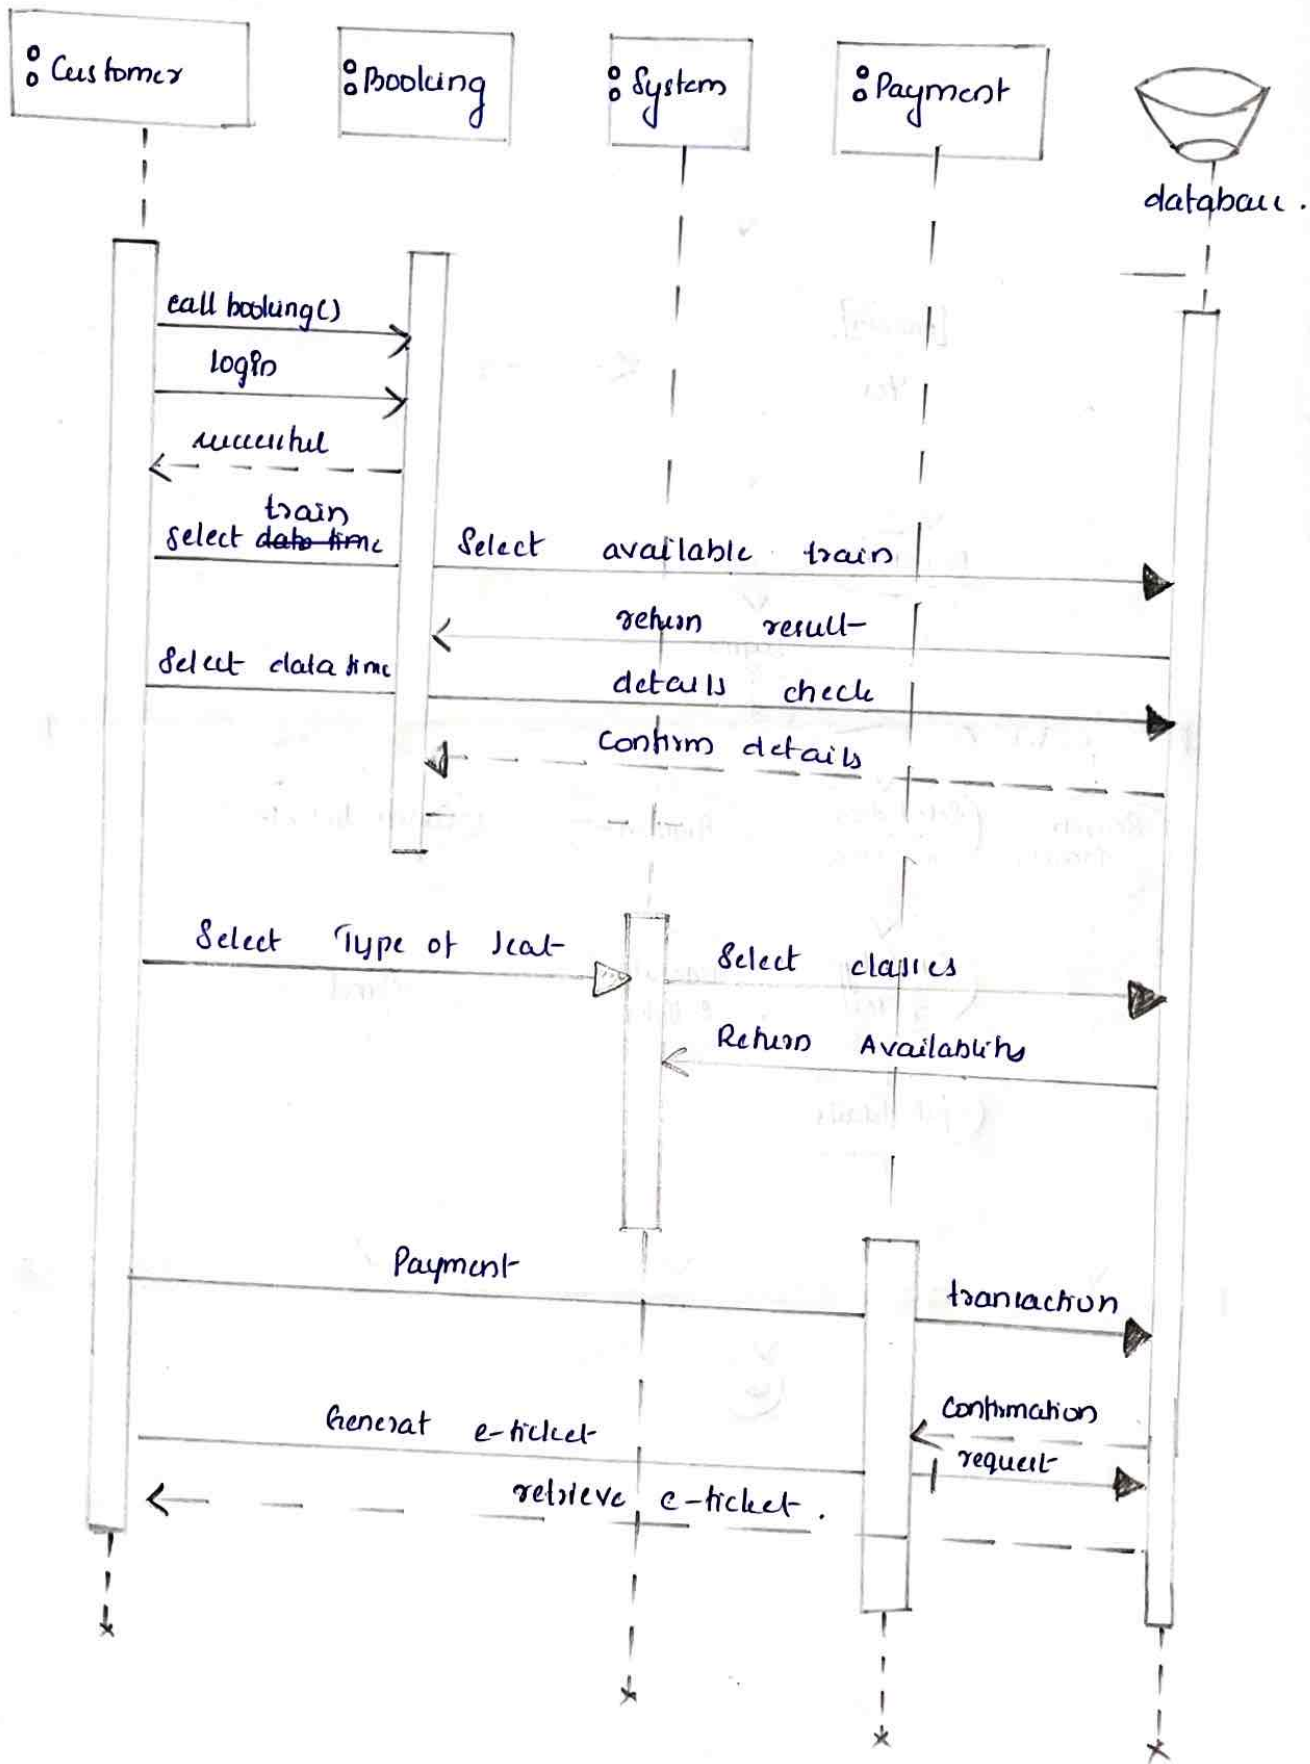 : Customer
: Booking
: System
: Payment
database.
call booking()
login
successful
train
Select date time
Select available train
return result
Select data time
details check
Confirm details
Select Type of Seat
Select classes
Return Availability
Payment
transaction
Confirmation
Generat e-ticket
request
retrieve e-ticket.